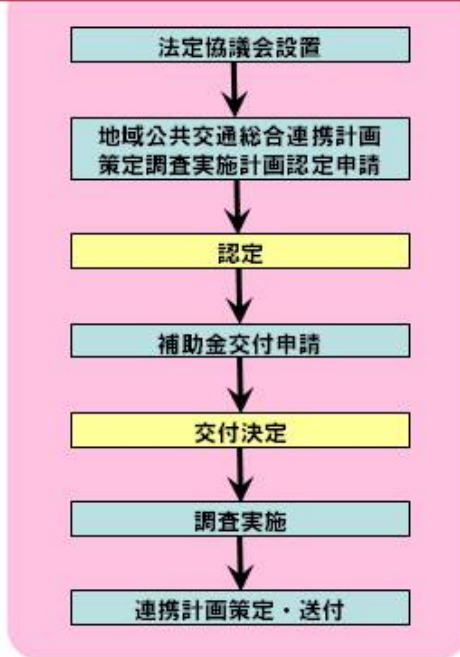 法定協議会設置
地域公共交通総合連携計画
策定調査実施計画認定申請
認定
補助金交付申請
交付決定
調査実施
連携計画策定・送付